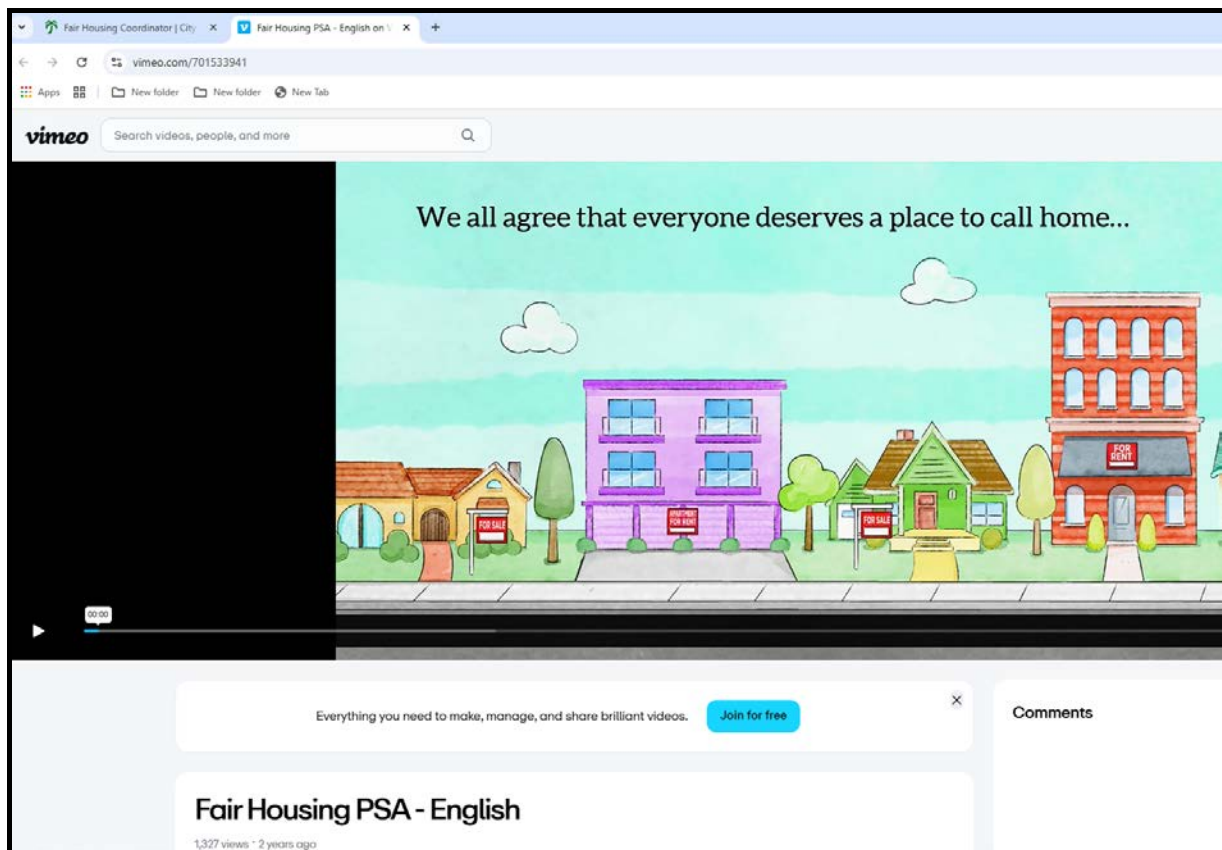 Fair Housing Coordinator | City
Fair Housing PSA - English on V
vimeo.com/701533941
Apps
New folder
New folder
New Tab
vimeo
Search videos, people, and more
We all agree that everyone deserves a place to call home...
FOR RENT
FOR SALE
APARTMENT FOR RENT
FOR SALE
00:00
Everything you need to make, manage, and share brilliant videos.
Join for free
Comments
Fair Housing PSA - English
1,327 views · 2 years ago